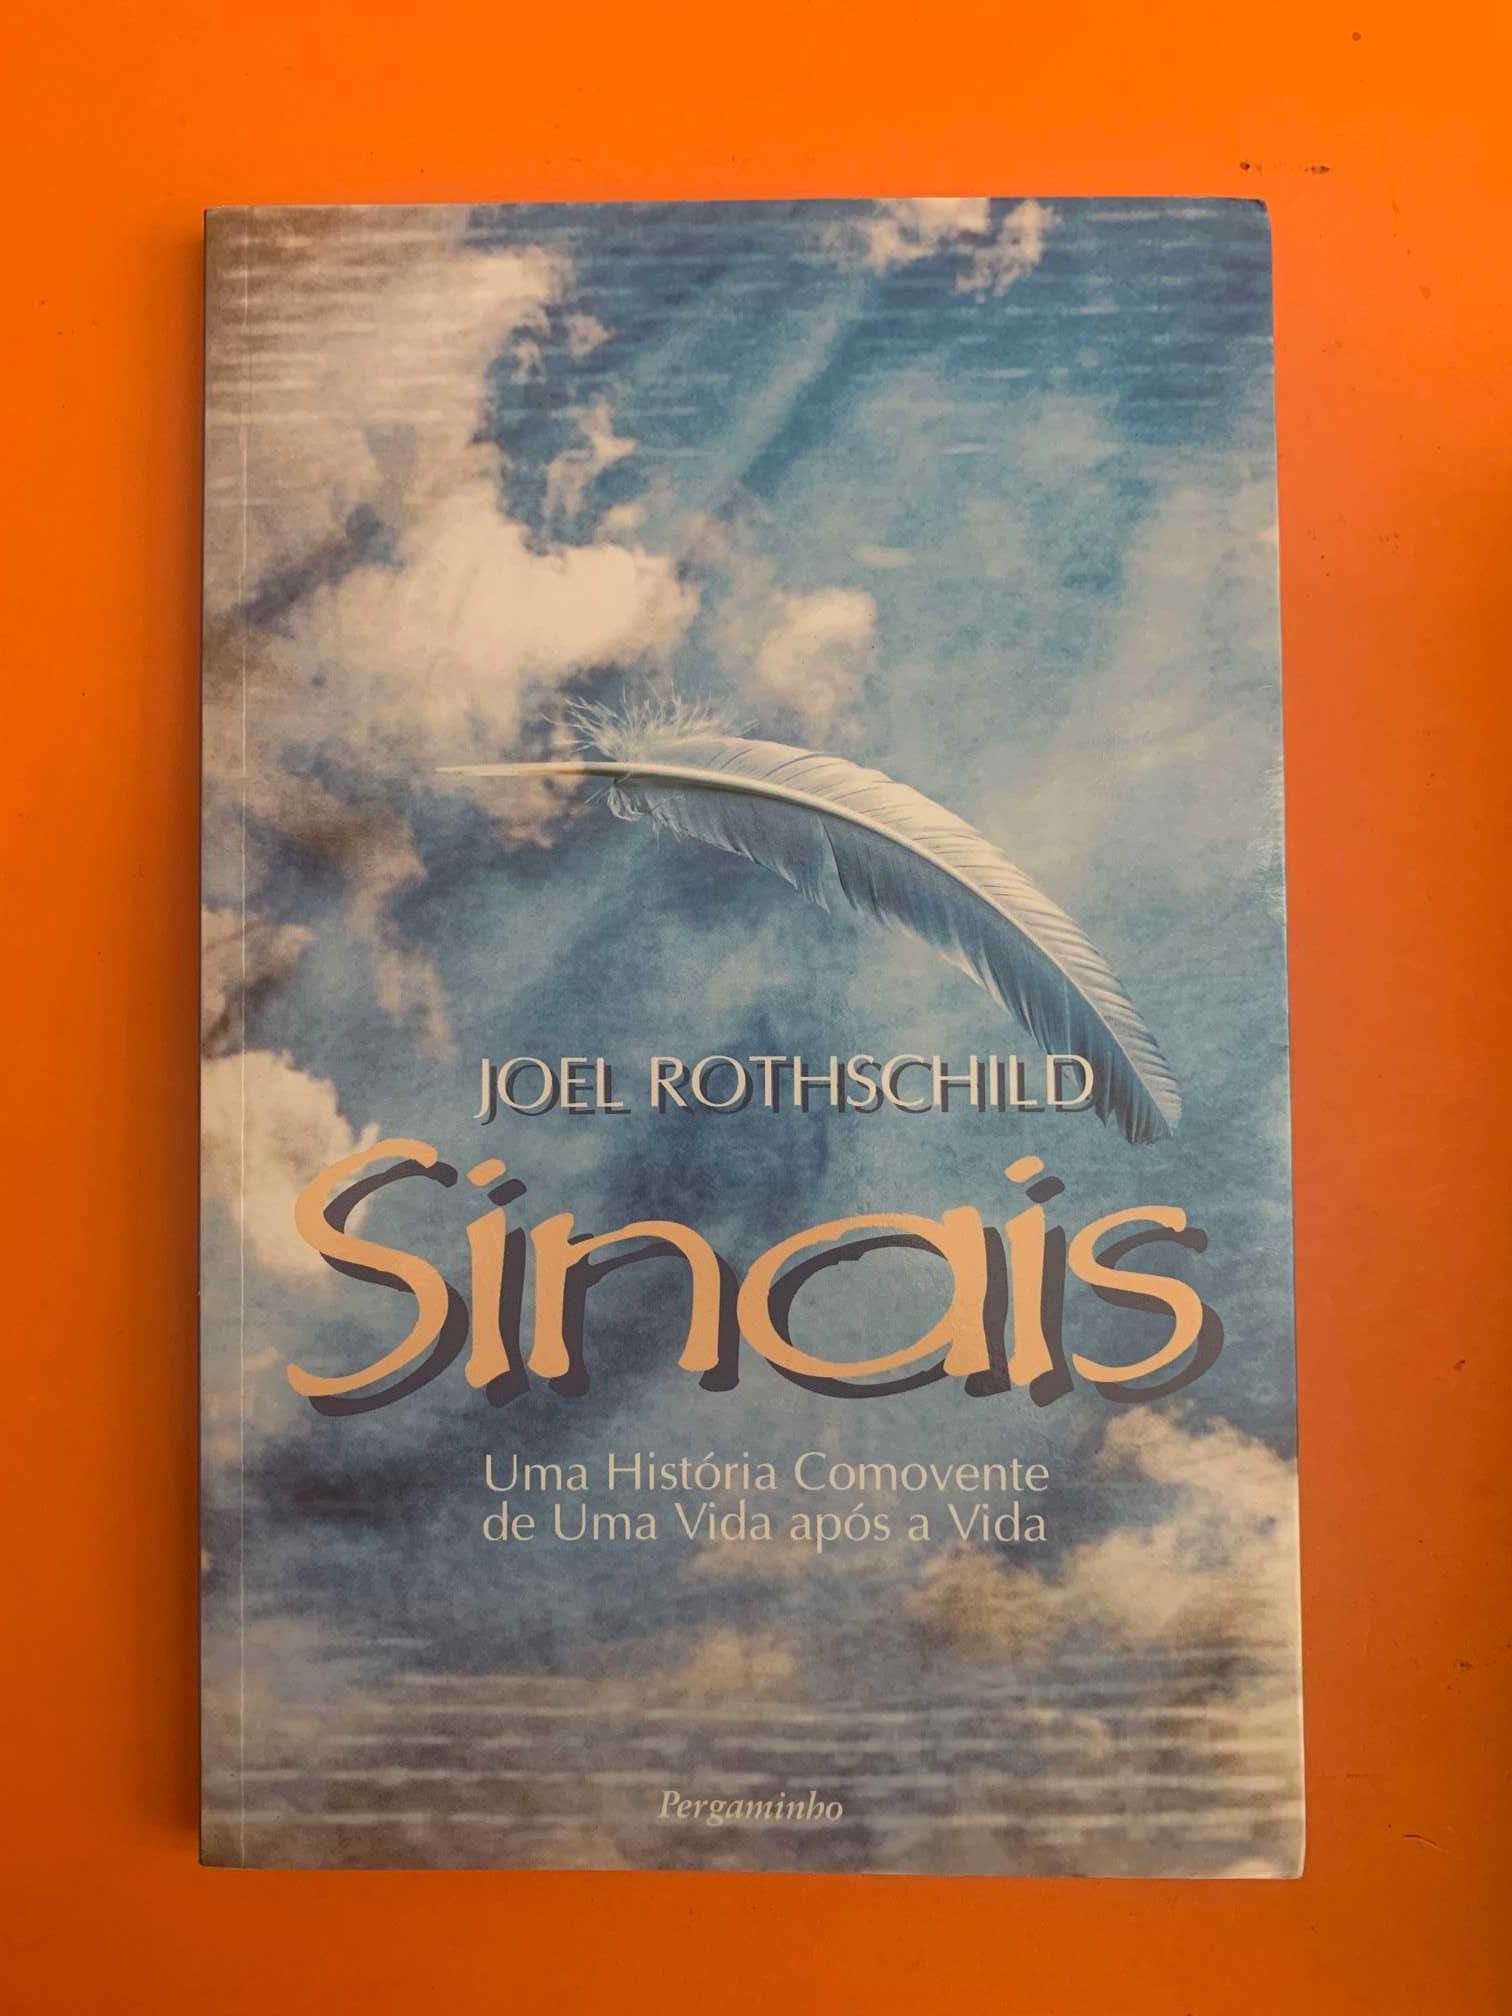 JOEL ROTHSCHILD
Sinais
Uma História Comovente
de Uma Vida após a Vida
Pergaminho